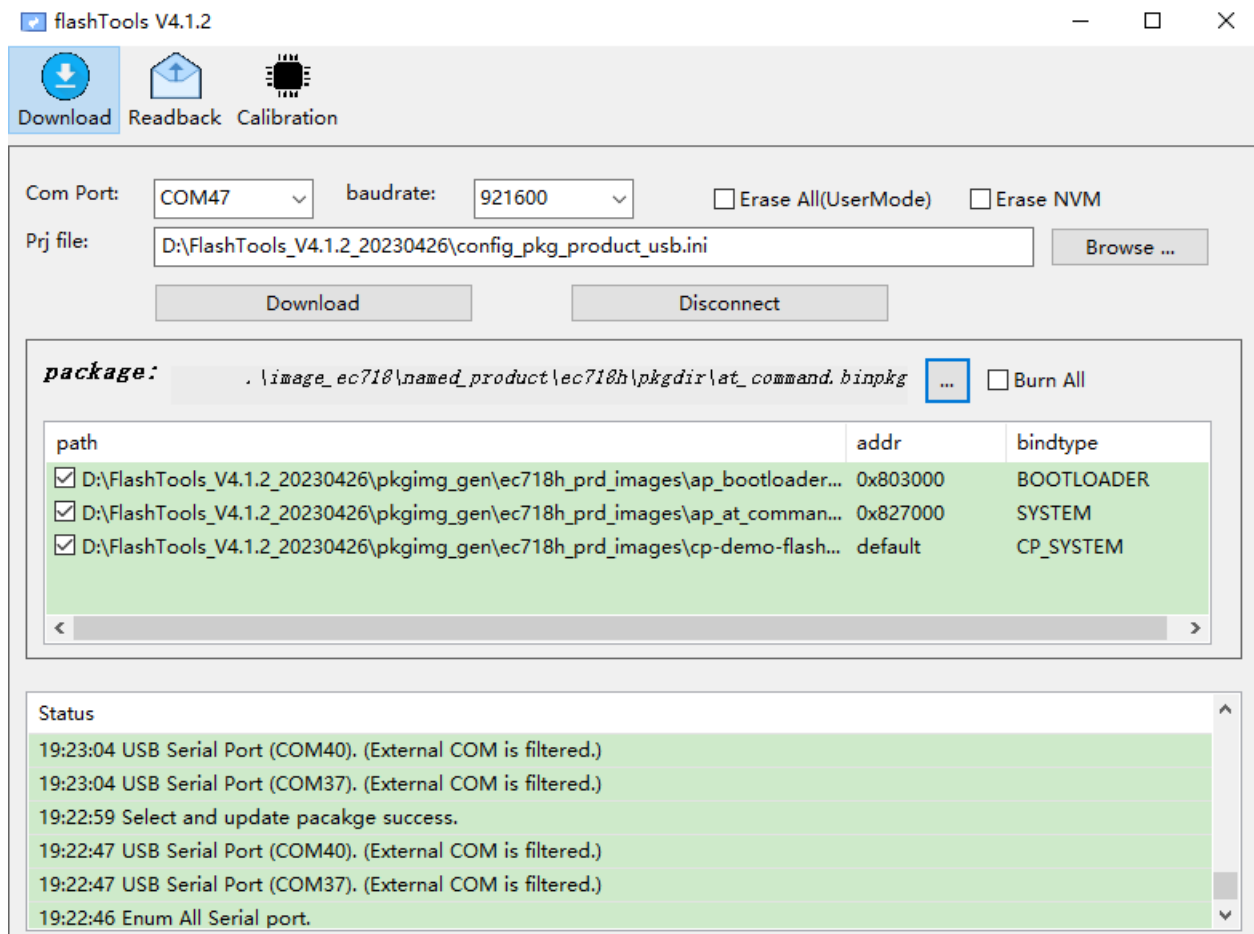 flashTools V4.1.2
Download Readback Calibration
Com Port: COM47 baudrate: 921600 Erase All(UserMode) Erase NVM
Prj file: D:\FlashTools_V4.1.2_20230426\config_pkg_product_usb.ini Browse ...
Download Disconnect
package: .\image_ec718\named_product\ec718h\pkgdir\at_command.binpkg ... Burn All
path addr bindtype
D:\FlashTools_V4.1.2_20230426\pkgimg_gen\ec718h_prd_images\ap_bootloader... 0x803000 BOOTLOADER
D:\FlashTools_V4.1.2_20230426\pkgimg_gen\ec718h_prd_images\ap_at_comman... 0x827000 SYSTEM
D:\FlashTools_V4.1.2_20230426\pkgimg_gen\ec718h_prd_images\cp-demo-flash... default CP_SYSTEM
Status
19:23:04 USB Serial Port (COM40). (External COM is filtered.)
19:23:04 USB Serial Port (COM37). (External COM is filtered.)
19:22:59 Select and update pacakge success.
19:22:47 USB Serial Port (COM40). (External COM is filtered.)
19:22:47 USB Serial Port (COM37). (External COM is filtered.)
19:22:46 Enum All Serial port.